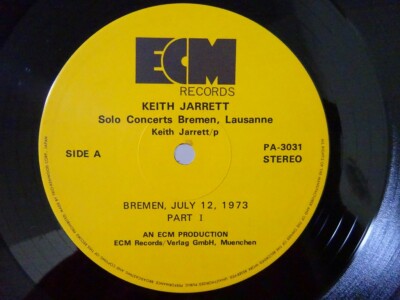 ECM
RECORDS
KEITH JARRETT
Solo Concerts Bremen, Lausanne
Keith Jarrett/p
SIDE A
PA-3031
STEREO
BREMEN, JULY 12, 1973
PART I
AN ECM PRODUCTION
ECM Records/Verlag GmbH, Muenchen